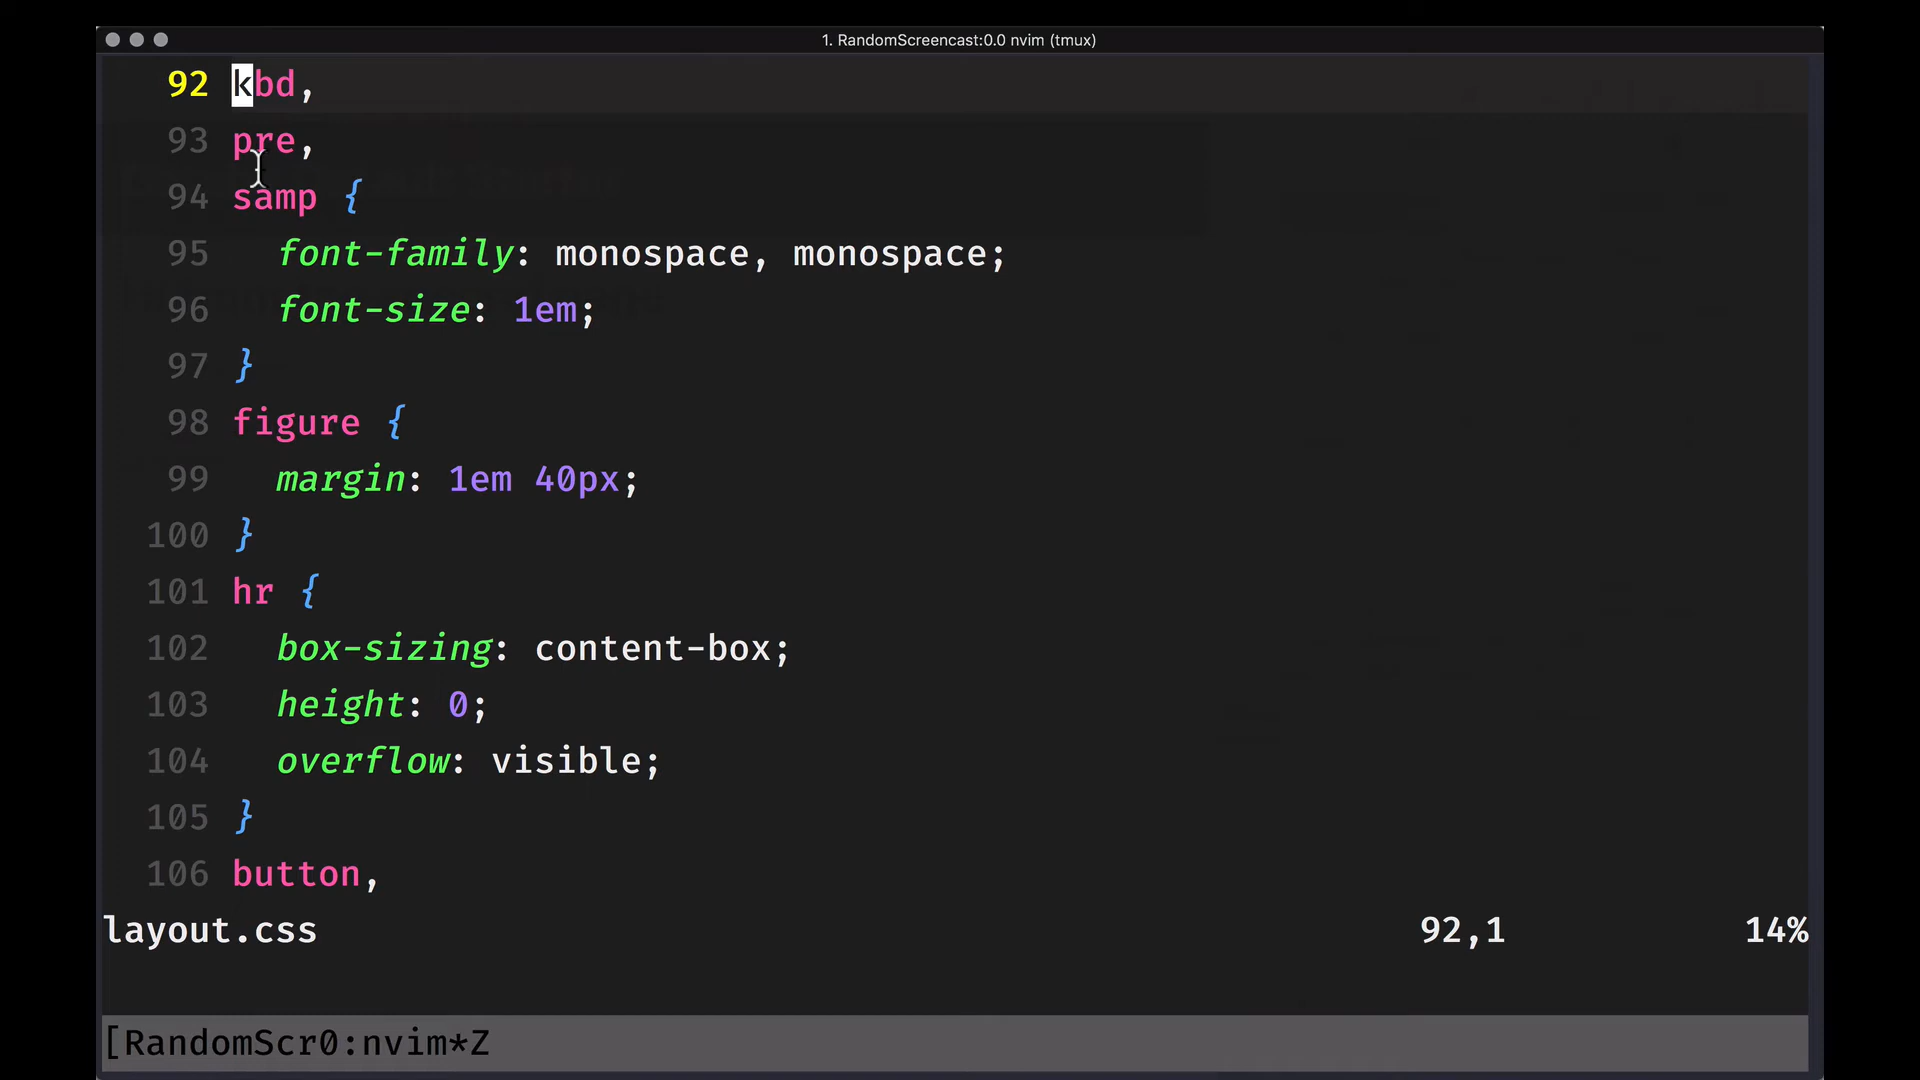 1. RandomScreencast:0.0 nvim (tmux)
92 kbd,
93 pre,
94 samp {
95 font-family: monospace, monospace;
96 font-size: 1em;
97 }
98 figure {
99 margin: 1em 40px;
100 }
101 hr {
102 box-sizing: content-box;
103 height: 0;
104 overflow: visible;
105 }
106 button,
layout.css 92,1 14%
[RandomScr0:nvim*Z